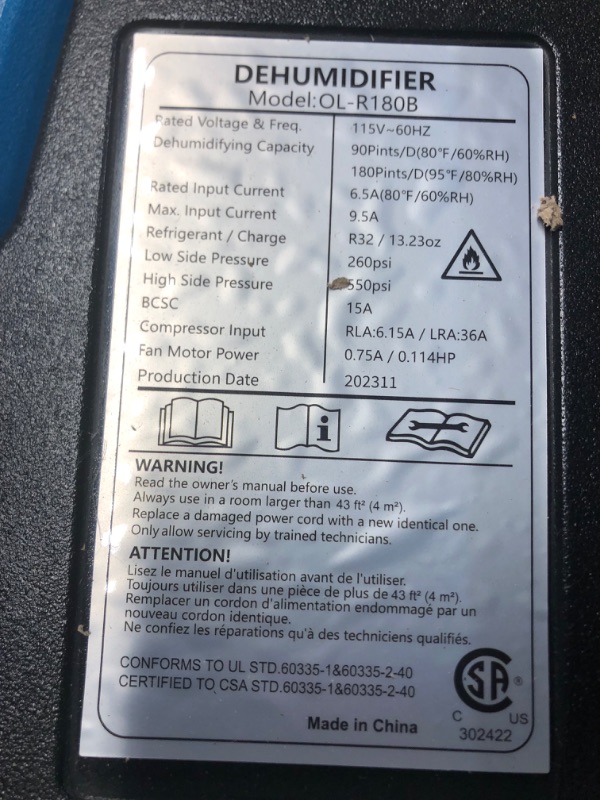 DEHUMIDIFIER
Model:OL-R180B
Rated Voltage & Freq. 115V~60HZ
Dehumidifying Capacity 90Pints/D(80°F/60%RH)
180Pints/D(95°F/80%RH)
Rated Input Current 6.5A(80°F/60%RH)
Max. Input Current 9.5A
Refrigerant / Charge R32 / 13.23oz
Low Side Pressure 260psi
High Side Pressure 550psi
BCSC 15A
Compressor Input RLA:6.15A / LRA:36A
Fan Motor Power 0.75A / 0.114HP
Production Date 202311
i
WARNING!
Read the owner's manual before use.
Always use in a room larger than 43 ft² (4 m²).
Replace a damaged power cord with a new identical one.
Only allow servicing by trained technicians.
ATTENTION!
Lisez le manuel d'utilisation avant de l'utiliser.
Toujours utiliser dans une pièce de plus de 43 ft² (4 m²).
Remplacer un cordon d'alimentation endommagé par un
nouveau cordon identique.
Ne confiez les réparations qu'à des techniciens qualifiés.
CONFORMS TO UL STD.60335-1&60335-2-40
CERTIFIED TO CSA STD.60335-1&60335-2-40
CSA®
C US
302422
Made in China